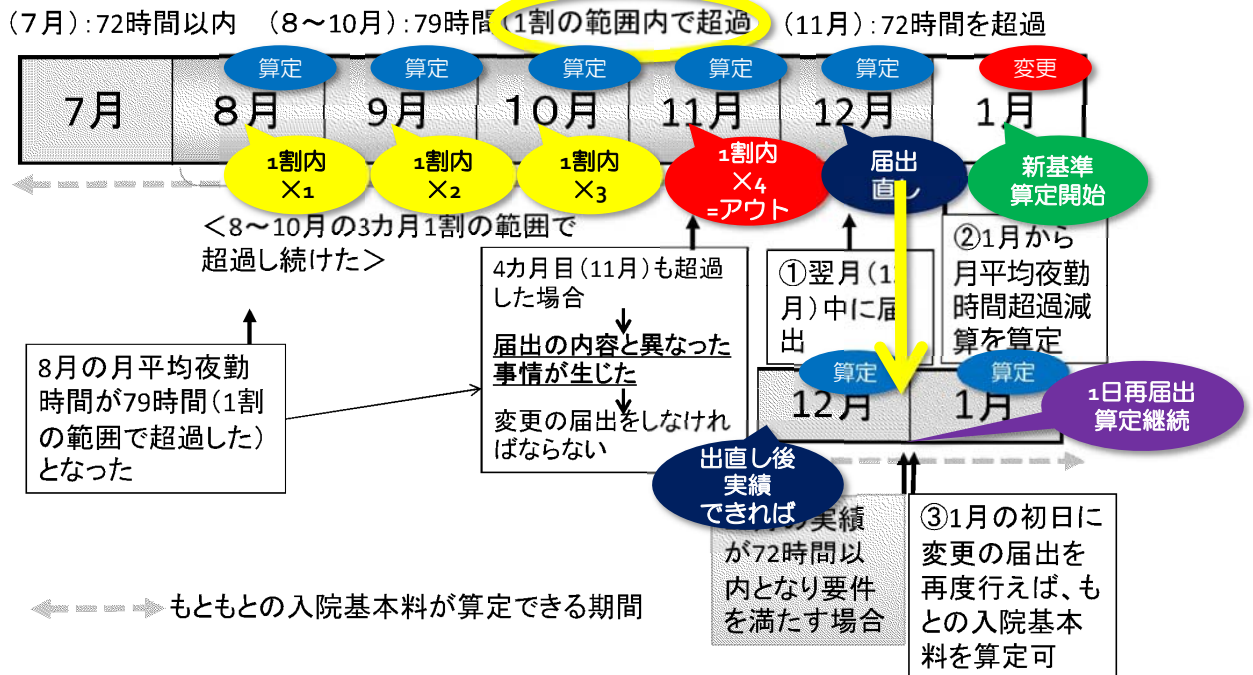 (7月):72時間以内 (8～10月):79時間(1割の範囲内で超過 (11月):72時間を超過
算定 算定 算定 算定 算定 変更
7月 8月 9月 10月 11月 12月 1月
1割内
×1
1割内
×2
1割内
×3
1割内
×4
=アウト
届出
直し
新基準
算定開始
<8～10月の3カ月1割の範囲で
超過し続けた>
8月の月平均夜勤
時間が79時間(1割
の範囲で超過した)
となった
4カ月目(11月)も超過
した場合
届出の内容と異なった
事情が生じた
変更の届出をしなけれ
ばならない
①翌月(1
月)中に届
出
②1月から
月平均夜勤
時間超過減
算を算定
算定 算定
12月 1月
1日再届出
算定継続
出直し後
実績
できれば
実績
が72時間以
内となり要件
を満たす場合
③1月の初日に
変更の届出を
再度行えば、も
との入院基本
料を算定可
もともとの入院基本料が算定できる期間